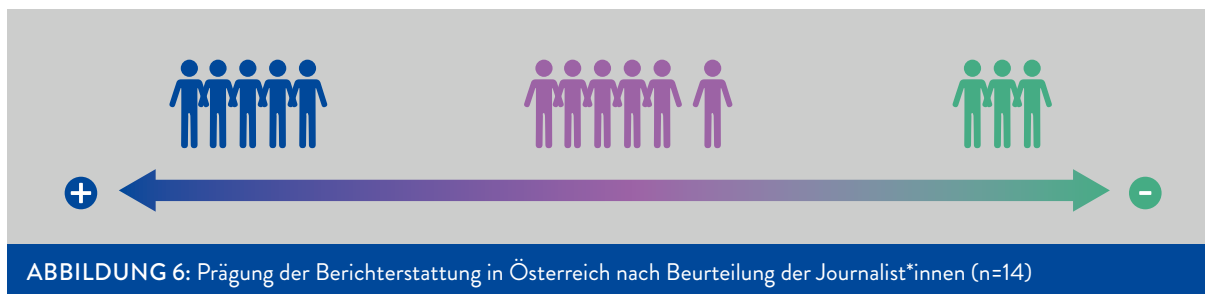 + -
ABBILDUNG 6: Prägung der Berichterstattung in Österreich nach Beurteilung der Journalist*innen (n=14)